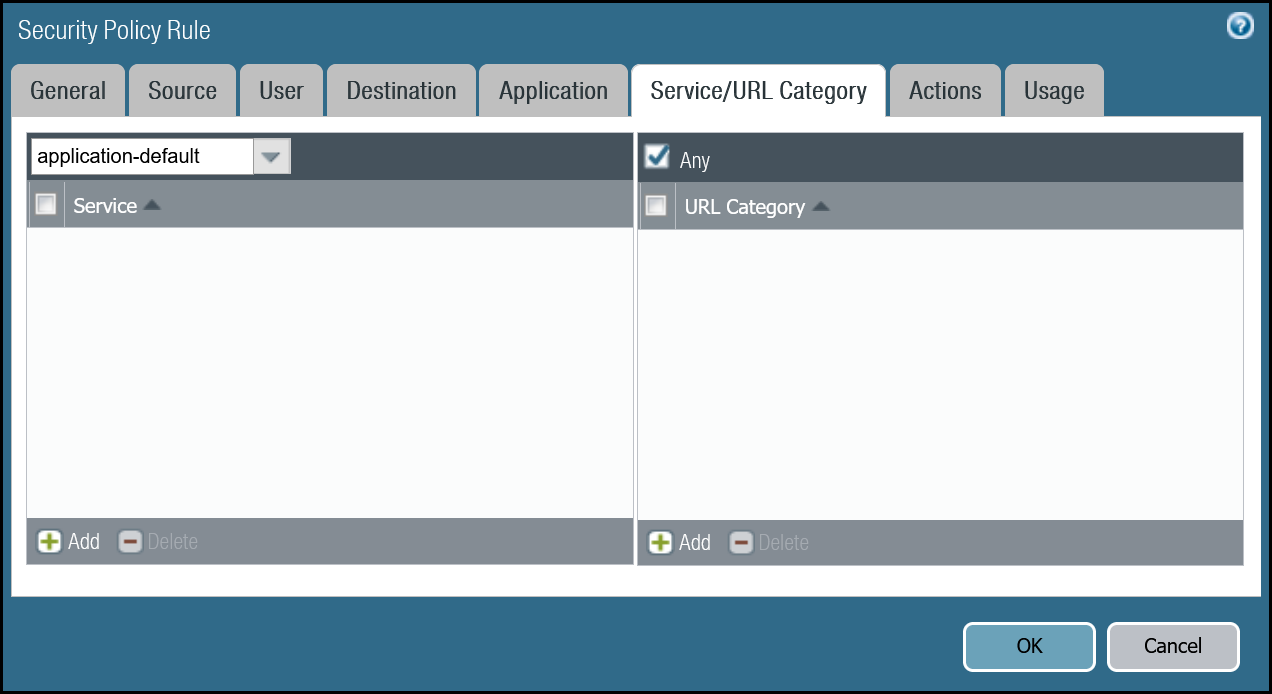 Security Policy Rule
?
General Source User Destination Application Service/URL Category Actions Usage
application-default
Any
Service
URL Category
Add Delete
Add Delete
OK Cancel